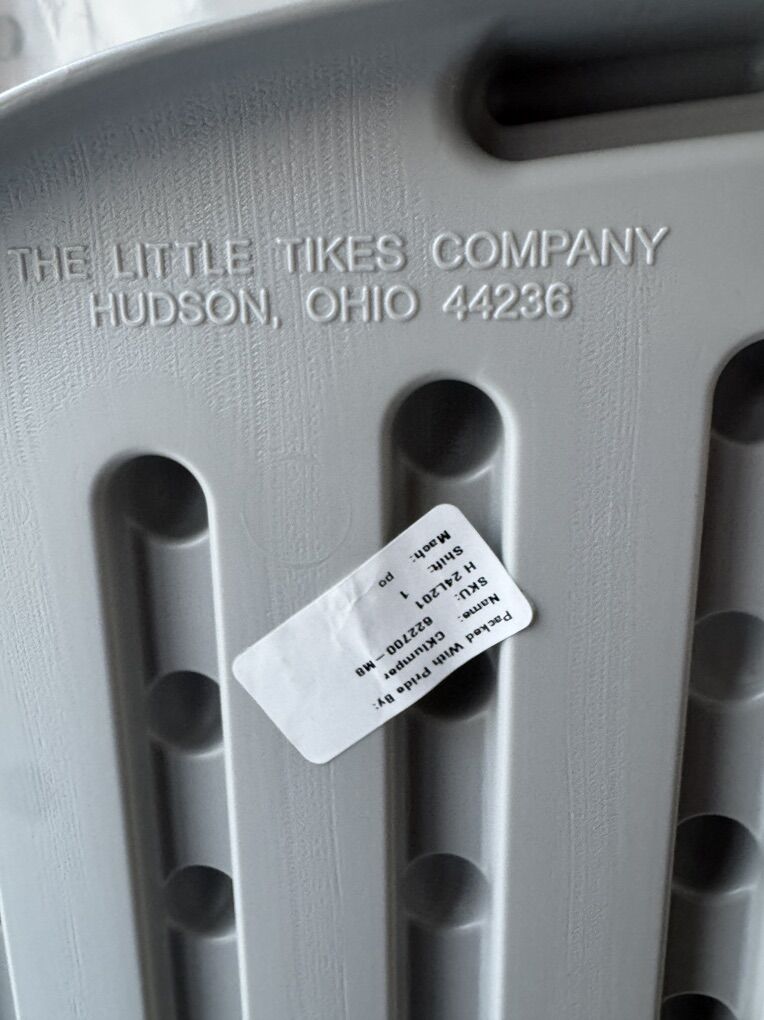 THE LITTLE TIKES COMPANY
HUDSON, OHIO 44236
Packed With Pride By:
Name: CKlumper
SKU: 622700-M8
H 24L201
Shift: 1 po
Mach: